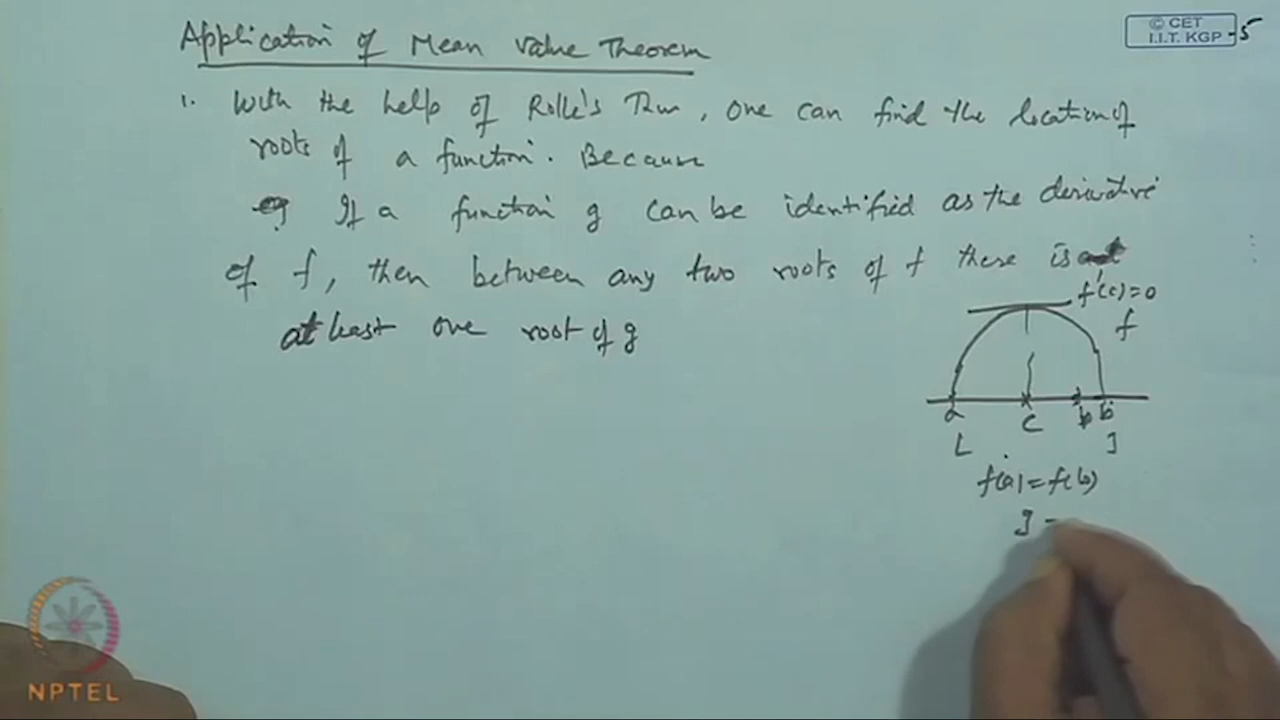 Application of Mean Value Theorem
© CET
I.I.T. KGP
-5
1. With the help of Rolle's Thm, one can find the location of
roots of a function. Because
If a function g can be identified as the derivative
of f, then between any two roots of f there is
at least one root of g
f'(c)=0
f
a c b b
[ ]
f(a)=f(b)
g =
NPTEL